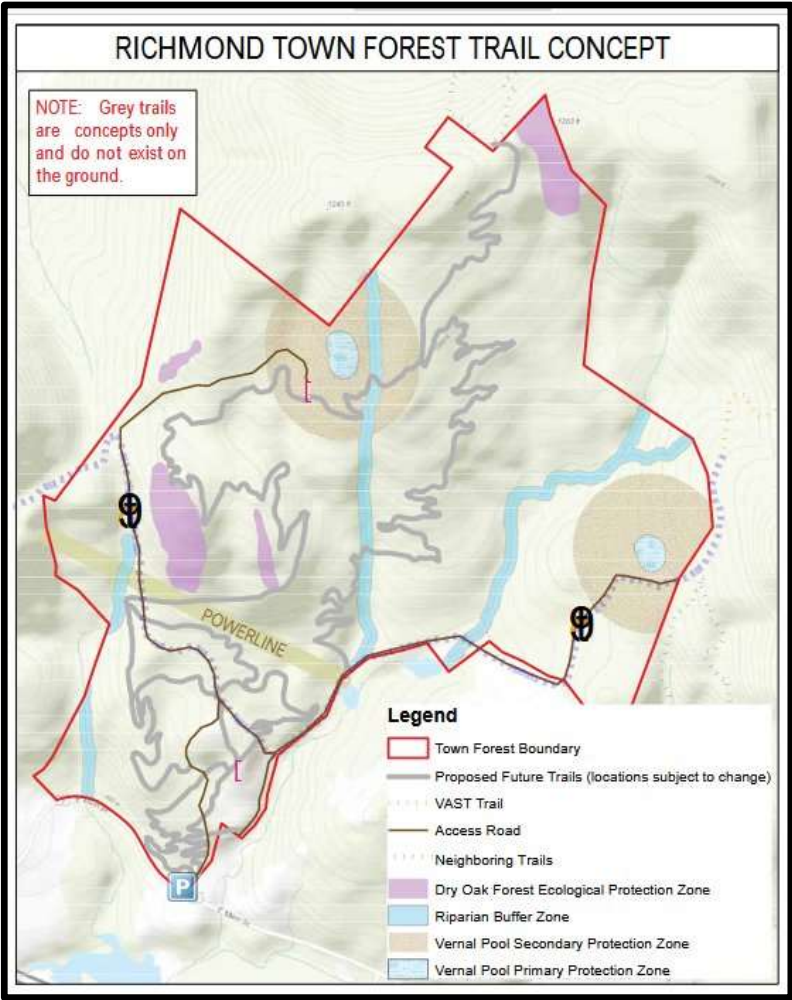 RICHMOND TOWN FOREST TRAIL CONCEPT
NOTE: Grey trails
are concepts only
and do not exist on
the ground.
POWERLINE
P
Legend
Town Forest Boundary
Proposed Future Trails (locations subject to change)
VAST Trail
Access Road
Neighboring Trails
Dry Oak Forest Ecological Protection Zone
Riparian Buffer Zone
Vernal Pool Secondary Protection Zone
Vernal Pool Primary Protection Zone